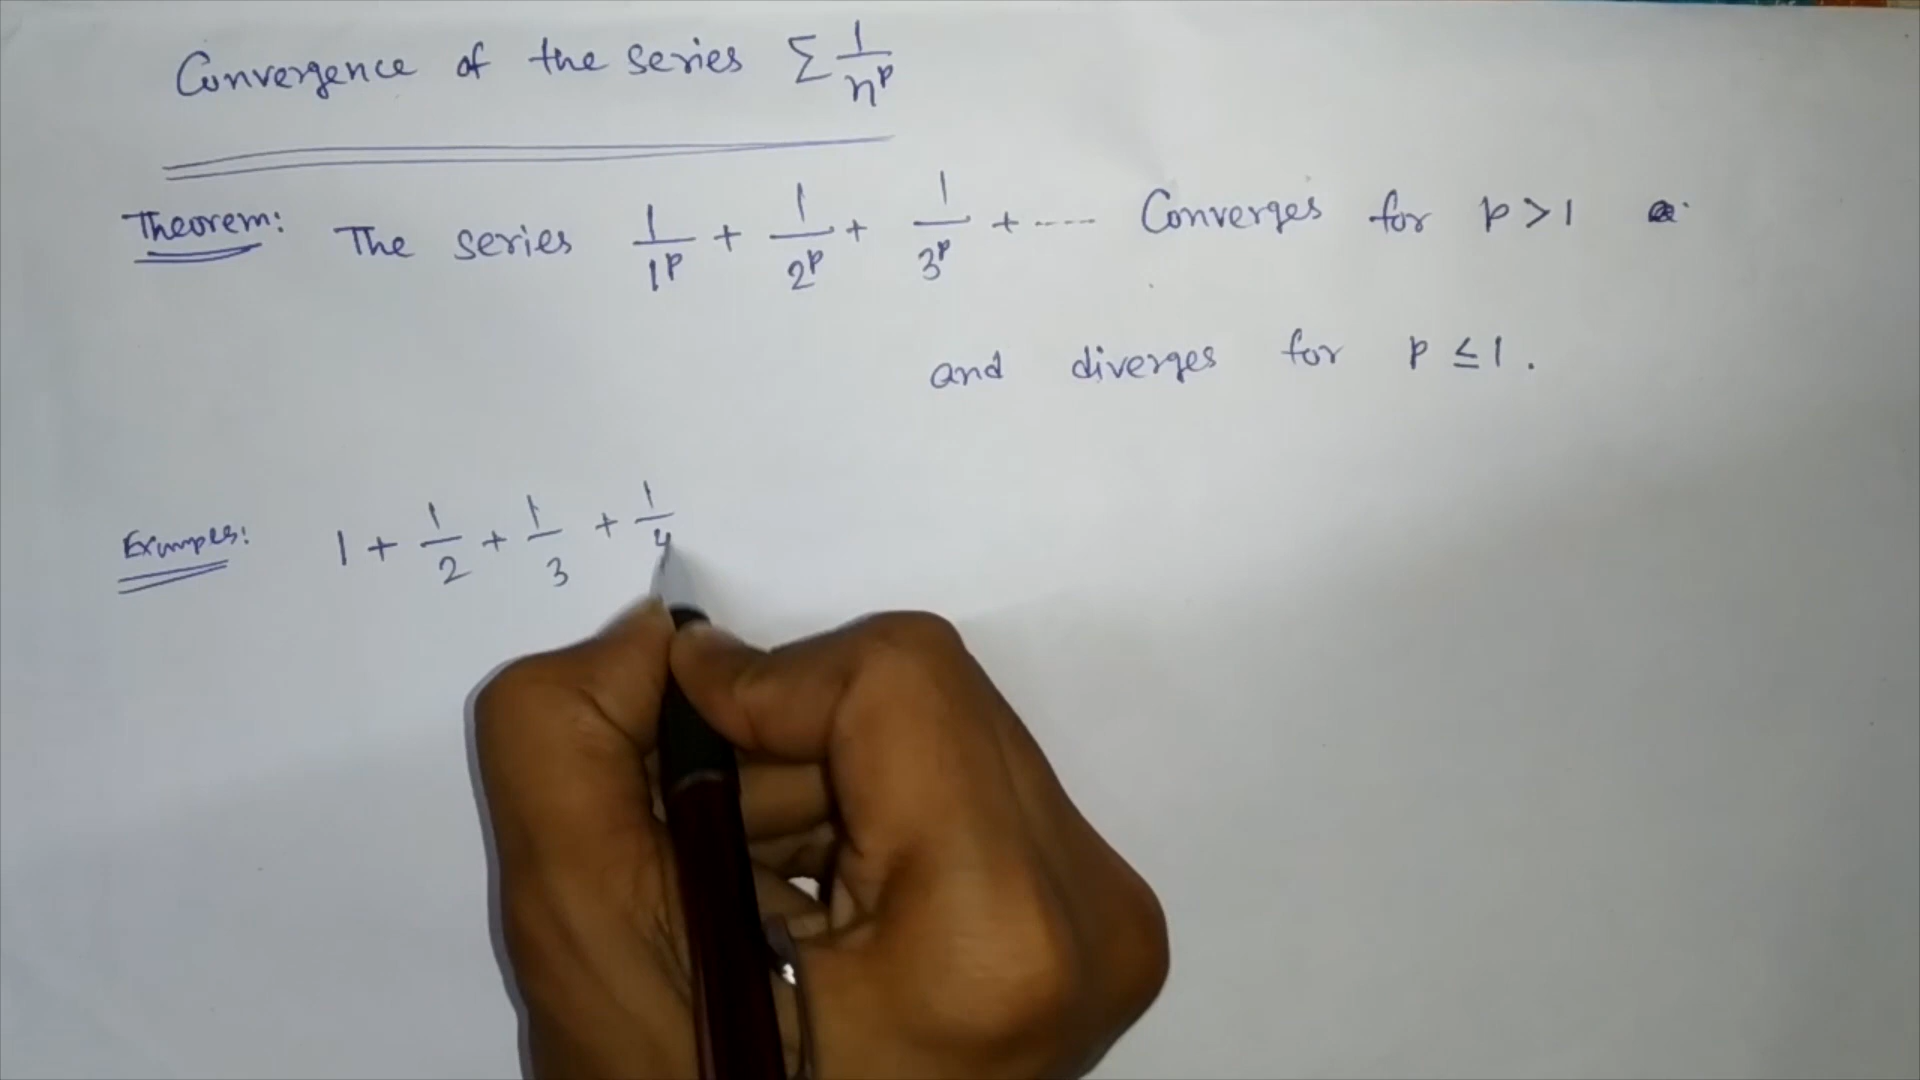 Convergence of the series Σ 1/n^p
Theorem: The series 1/1^p + 1/2^p + 1/3^p + ---- Converges for p > 1
and diverges for p ≤ 1.
Exumples: 1 + 1/2 + 1/3 + 1/4